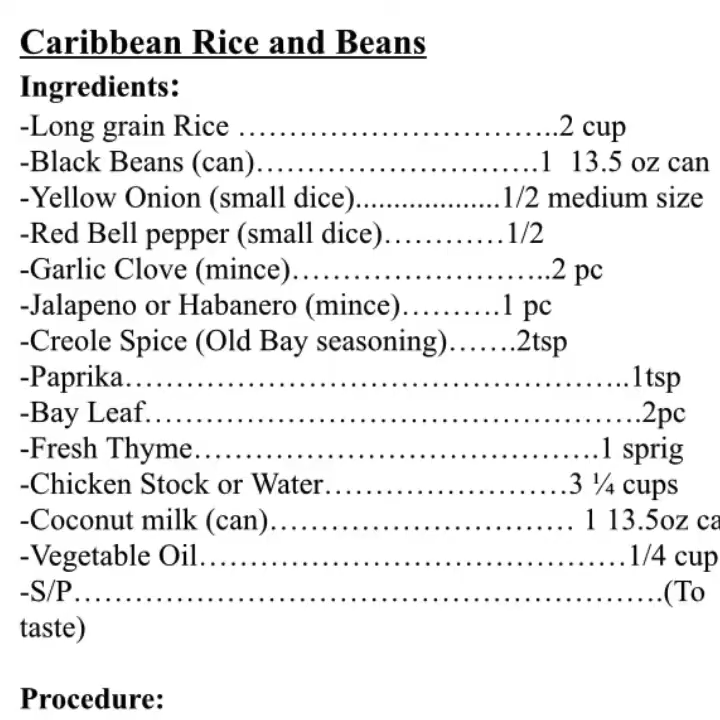 Caribbean Rice and Beans
Ingredients:
-Long grain Rice ……………………………..2 cup
-Black Beans (can)……………………….1  13.5 oz can
-Yellow Onion (small dice)...................1/2 medium size
-Red Bell pepper (small dice)…………1/2
-Garlic Clove (mince)……………………..2 pc
-Jalapeno or Habanero (mince)……….1 pc
-Creole Spice (Old Bay seasoning)…….2tsp
-Paprika…………………………………………..1tsp
-Bay Leaf………………………………………….2pc
-Fresh Thyme………………………………….1 sprig
-Chicken Stock or Water……………………3 ¼ cups
-Coconut milk (can)………………………… 1 13.5oz ca
-Vegetable Oil……………………………………1/4 cup
-S/P………………………………………………….(To
taste)
Procedure: